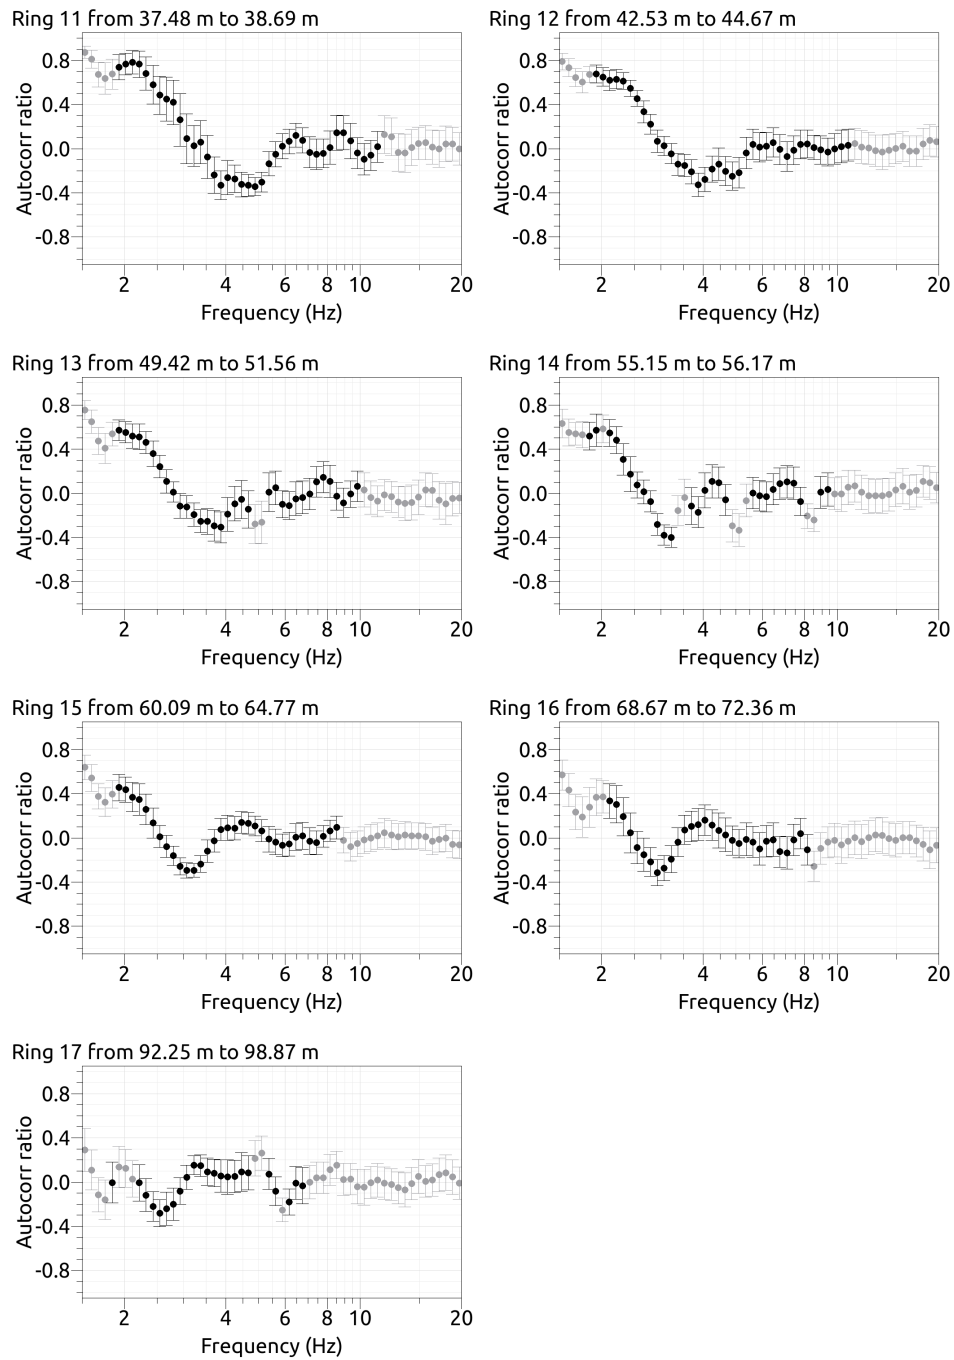 Ring 11 from 37.48 m to 38.69 m
Ring 12 from 42.53 m to 44.67 m
Autocorr ratio
0.8
0.4
0.0
-0.4
-0.8
2 4 6 8 10 20
Frequency (Hz)
Autocorr ratio
0.8
0.4
0.0
-0.4
-0.8
2 4 6 8 10 20
Frequency (Hz)
Ring 13 from 49.42 m to 51.56 m
Ring 14 from 55.15 m to 56.17 m
Autocorr ratio
0.8
0.4
0.0
-0.4
-0.8
2 4 6 8 10 20
Frequency (Hz)
Autocorr ratio
0.8
0.4
0.0
-0.4
-0.8
2 4 6 8 10 20
Frequency (Hz)
Ring 15 from 60.09 m to 64.77 m
Ring 16 from 68.67 m to 72.36 m
Autocorr ratio
0.8
0.4
0.0
-0.4
-0.8
2 4 6 8 10 20
Frequency (Hz)
Autocorr ratio
0.8
0.4
0.0
-0.4
-0.8
2 4 6 8 10 20
Frequency (Hz)
Ring 17 from 92.25 m to 98.87 m
Autocorr ratio
0.8
0.4
0.0
-0.4
-0.8
2 4 6 8 10 20
Frequency (Hz)